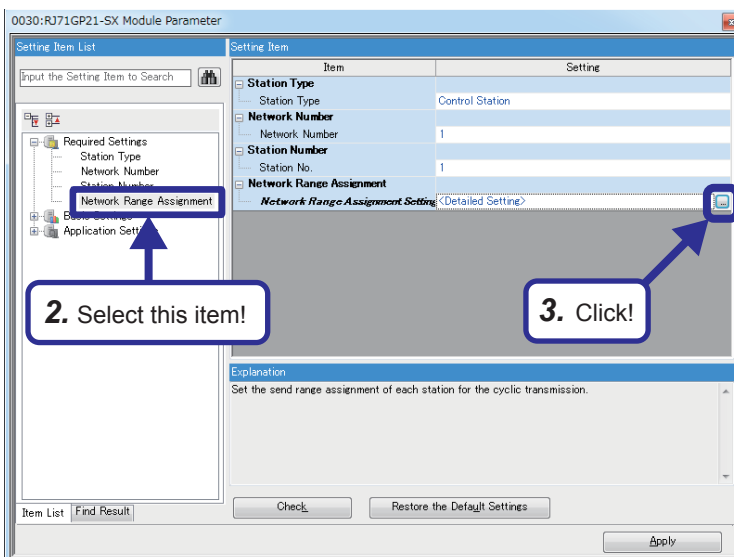 0030:RJ71GP21-SX Module Parameter
Setting Item List
Input the Setting Item to Search
Required Settings
Station Type
Network Number
Station Number
Network Range Assignment
Basic Settings
Application Settings
2. Select this item!
Item List
Find Result
Setting Item
Item
Setting
Station Type
Station Type
Control Station
Network Number
Network Number
1
Station Number
Station No.
1
Network Range Assignment
Network Range Assignment Setting
<Detailed Setting>
...
3. Click!
Explanation
Set the send range assignment of each station for the cyclic transmission.
Check
Restore the Default Settings
Apply